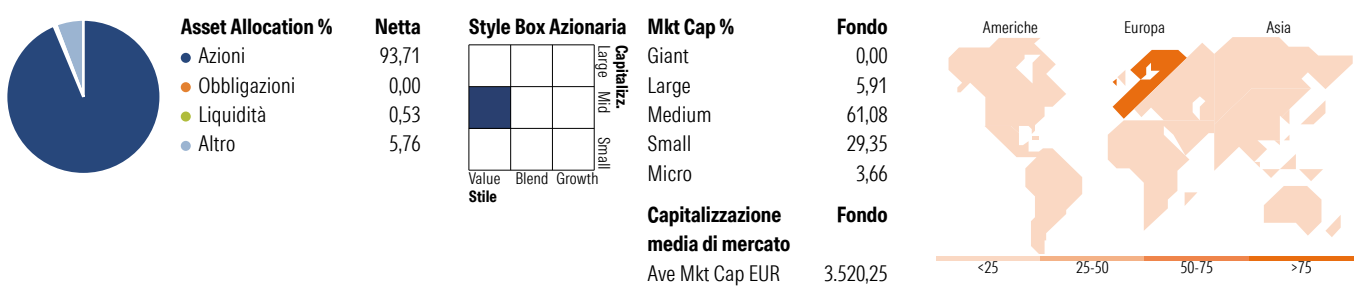 Asset Allocation % Netta
Azioni 93,71
Obbligazioni 0,00
Liquidità 0,53
Altro 5,76
Style Box Azionaria
Large Mid Small
Capitalizz.
Value Blend Growth
Stile
Mkt Cap % Fondo
Giant 0,00
Large 5,91
Medium 61,08
Small 29,35
Micro 3,66
Capitalizzazione Fondo
media di mercato
Ave Mkt Cap EUR 3.520,25
Americhe Europa Asia
<25 25-50 50-75 >75